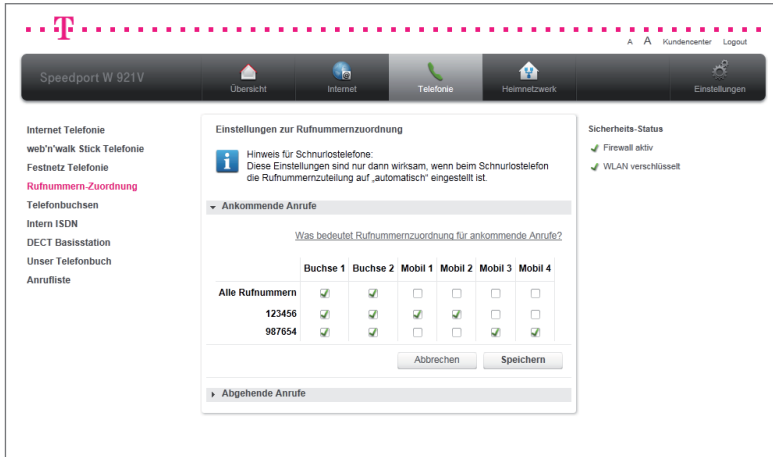 T
A A Kundencenter Logout
Speedport W 921V
Übersicht
Internet
Telefonie
Heimnetzwerk
Einstellungen
Internet Telefonie
web'n'walk Stick Telefonie
Festnetz Telefonie
Rufnummern-Zuordnung
Telefonbuchsen
Intern ISDN
DECT Basisstation
Unser Telefonbuch
Anrufliste
Einstellungen zur Rufnummernzuordnung
Hinweis für Schnurlostelefone:
Diese Einstellungen sind nur dann wirksam, wenn beim Schnurlostelefon
die Rufnummernzuteilung auf „automatisch" eingestellt ist.
Ankommende Anrufe
Was bedeutet Rufnummernzuordnung für ankommende Anrufe?
Buchse 1 Buchse 2 Mobil 1 Mobil 2 Mobil 3 Mobil 4
Alle Rufnummern
123456
987654
Abbrechen Speichern
Abgehende Anrufe
Sicherheits-Status
Firewall aktiv
WLAN verschlüsselt